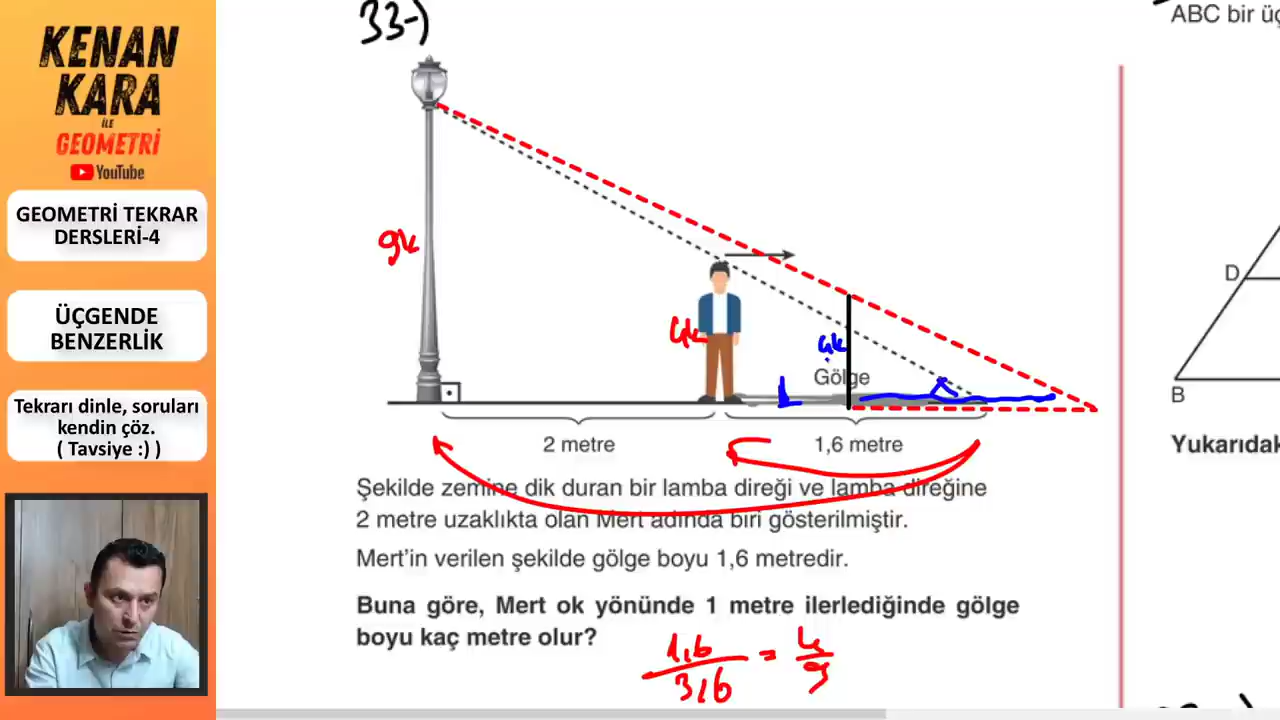 KENAN
KARA
İLE
GEOMETRİ
YouTube
GEOMETRİ TEKRAR
DERSLERİ-4
ÜÇGENDE
BENZERLİK
Tekrarı dinle, soruları
kendin çöz.
( Tavsiye :) )
33-)
9k
4k
4k
Gölge
1
x
2 metre
1,6 metre
Şekilde zemine dik duran bir lamba direği ve lamba direğine
2 metre uzaklıkta olan Mert adında biri gösterilmiştir.
Mert'in verilen şekilde gölge boyu 1,6 metredir.
Buna göre, Mert ok yönünde 1 metre ilerlediğinde gölge
boyu kaç metre olur?
1,6/3,6 = 4/9
ABC bir
D
B